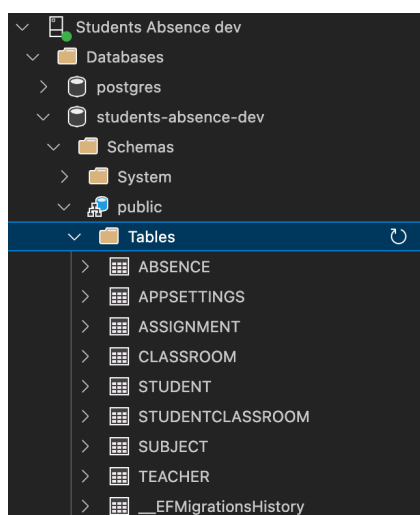 Students Absence dev
Databases
postgres
students-absence-dev
Schemas
System
public
Tables
ABSENCE
APPSETTINGS
ASSIGNMENT
CLASSROOM
STUDENT
STUDENTCLASSROOM
SUBJECT
TEACHER
__EFMigrationsHistory